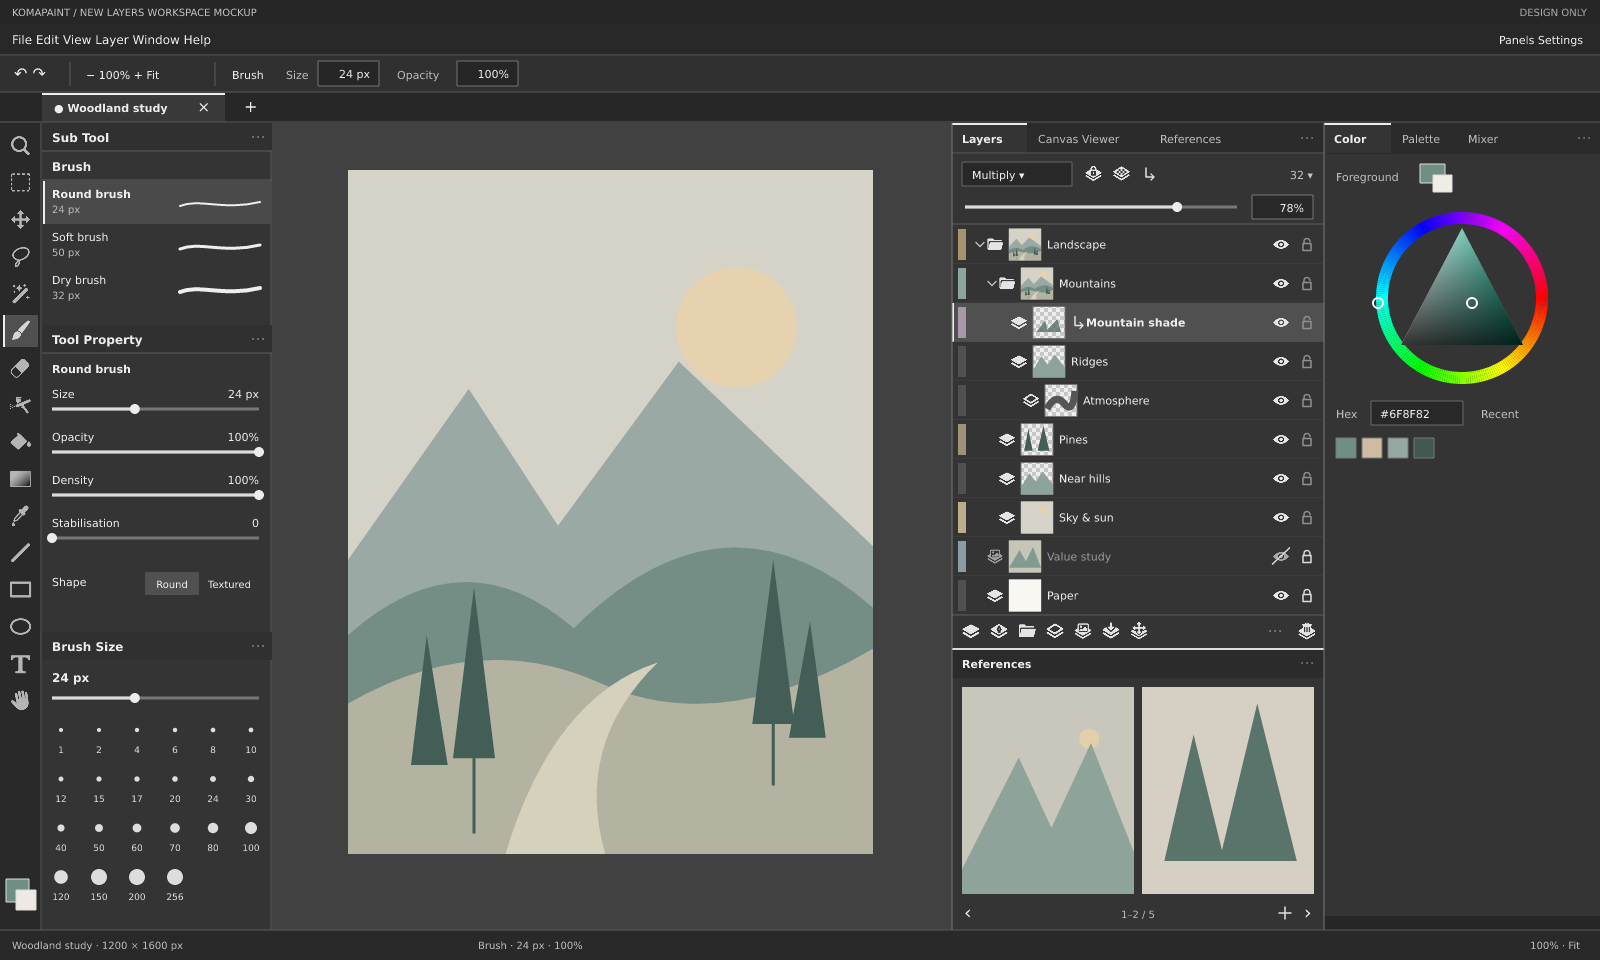 KOMAPAINT / NEW LAYERS WORKSPACE MOCKUP
DESIGN ONLY
File Edit View Layer Window Help
Panels Settings
− 100% + Fit
Brush
Size
24 px
Opacity
100%
● Woodland study ×
+
Sub Tool
Brush
Round brush
24 px
Soft brush
50 px
Dry brush
32 px
Tool Property
Round brush
Size 24 px
Opacity 100%
Density 100%
Stabilisation 0
Shape Round Textured
Brush Size
24 px
1 2 4 6 8 10
12 15 17 20 24 30
40 50 60 70 80 100
120 150 200 256
T
Layers Canvas Viewer References
Multiply ▾
32 ▾
78%
Landscape
Mountains
Mountain shade
Ridges
Atmosphere
Pines
Near hills
Sky & sun
Value study
Paper
References
‹ 1–2 / 5 + ›
Color Palette Mixer
Foreground
Hex #6F8F82 Recent
Woodland study · 1200 × 1600 px
Brush · 24 px · 100%
100% · Fit